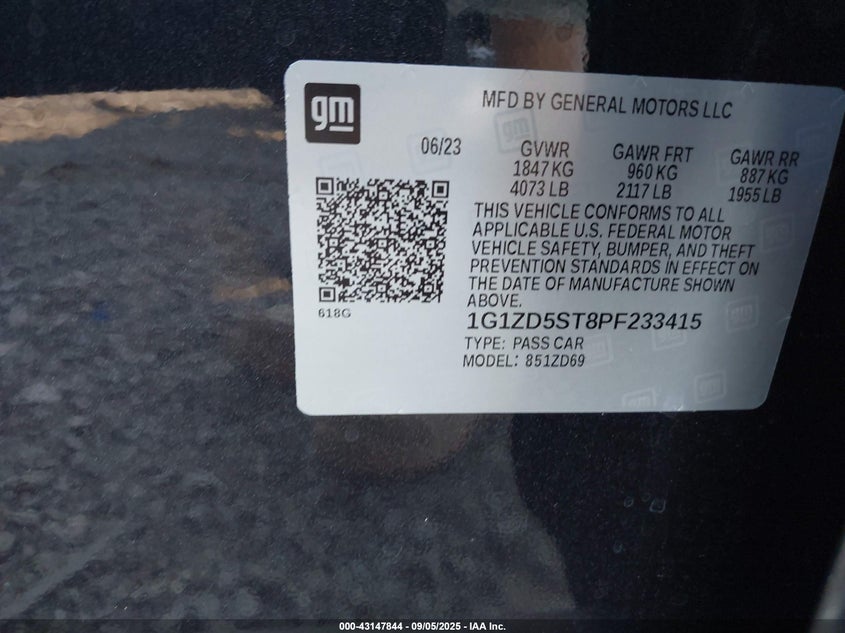 gm
MFD BY GENERAL MOTORS LLC
06/23
GVWR GAWR FRT GAWR RR
1847 KG 960 KG 887 KG
4073 LB 2117 LB 1955 LB
THIS VEHICLE CONFORMS TO ALL
APPLICABLE U.S. FEDERAL MOTOR
VEHICLE SAFETY, BUMPER, AND THEFT
PREVENTION STANDARDS IN EFFECT ON
THE DATE OF MANUFACTURE SHOWN
ABOVE.
618G
1G1ZD5ST8PF233415
TYPE: PASS CAR
MODEL: 851ZD69
000-43147844 - 09/05/2025 - IAA Inc.